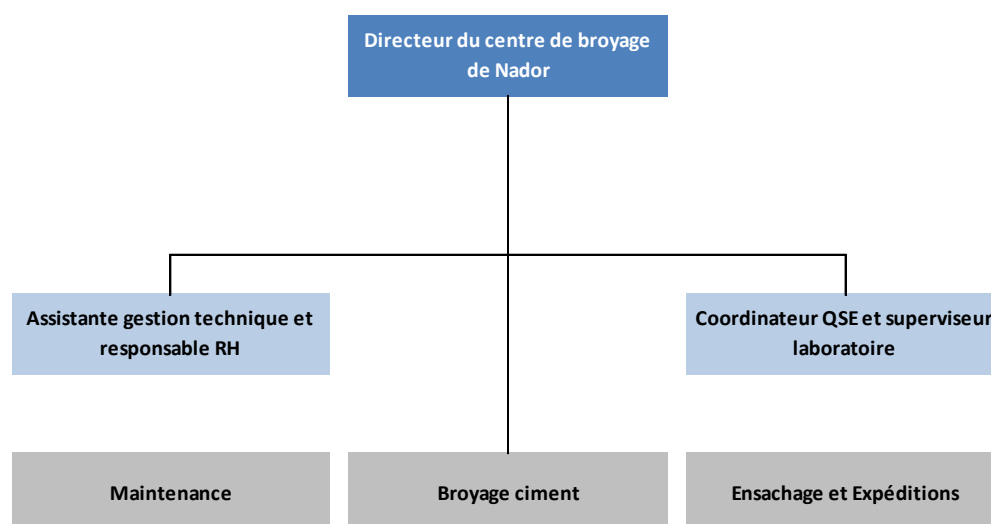 Directeur du centre de broyage
de Nador
Assistante gestion technique et
responsable RH
Coordinateur QSE et superviseur
laboratoire
Maintenance
Broyage ciment
Ensachage et Expéditions